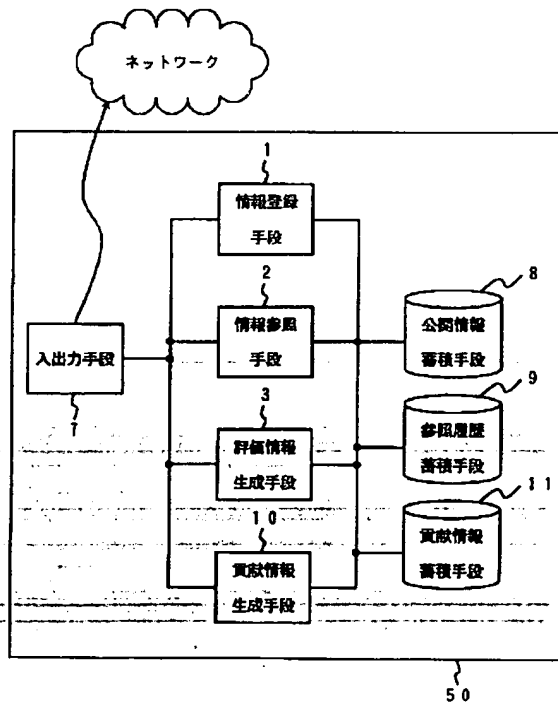 ネットワーク
1
情報登録
手段
2
情報参照
手段
3
評価情報
生成手段
10
貢献情報
生成手段
入出力手段
7
8
公開情報
蓄積手段
9
参照履歴
蓄積手段
11
貢献情報
蓄積手段
50